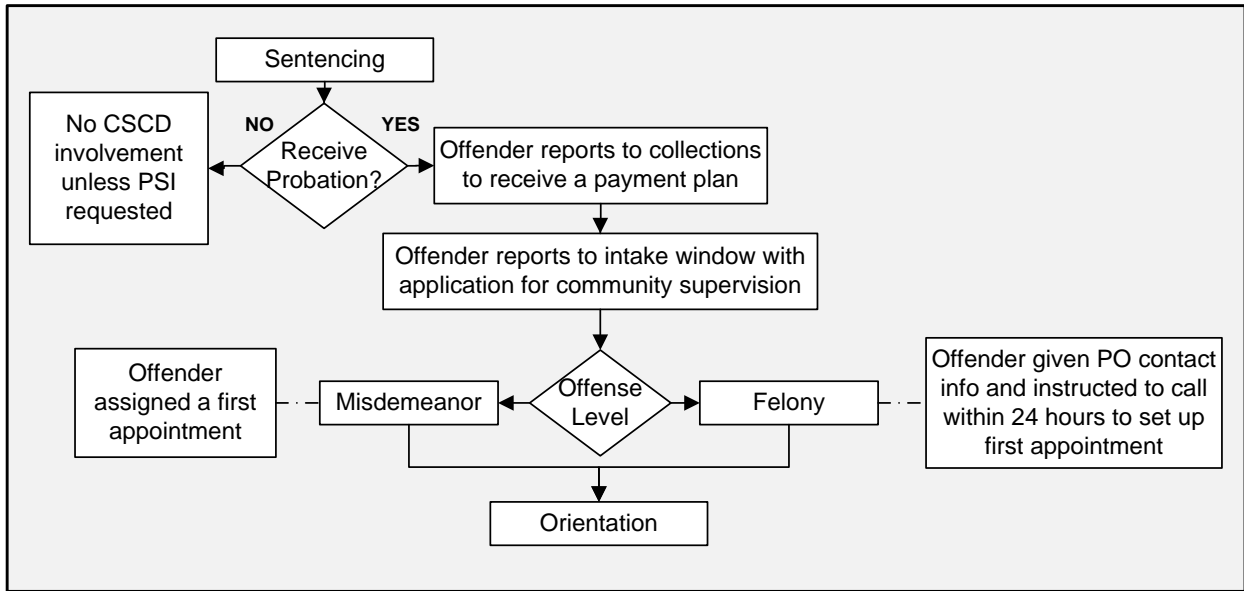 Sentencing
No CSCD
involvement
unless PSI
requested
NO
YES
Receive
Probation?
Offender reports to collections
to receive a payment plan
Offender reports to intake window with
application for community supervision
Offender
assigned a first
appointment
Misdemeanor
Offense
Level
Felony
Offender given PO contact
info and instructed to call
within 24 hours to set up
first appointment
Orientation